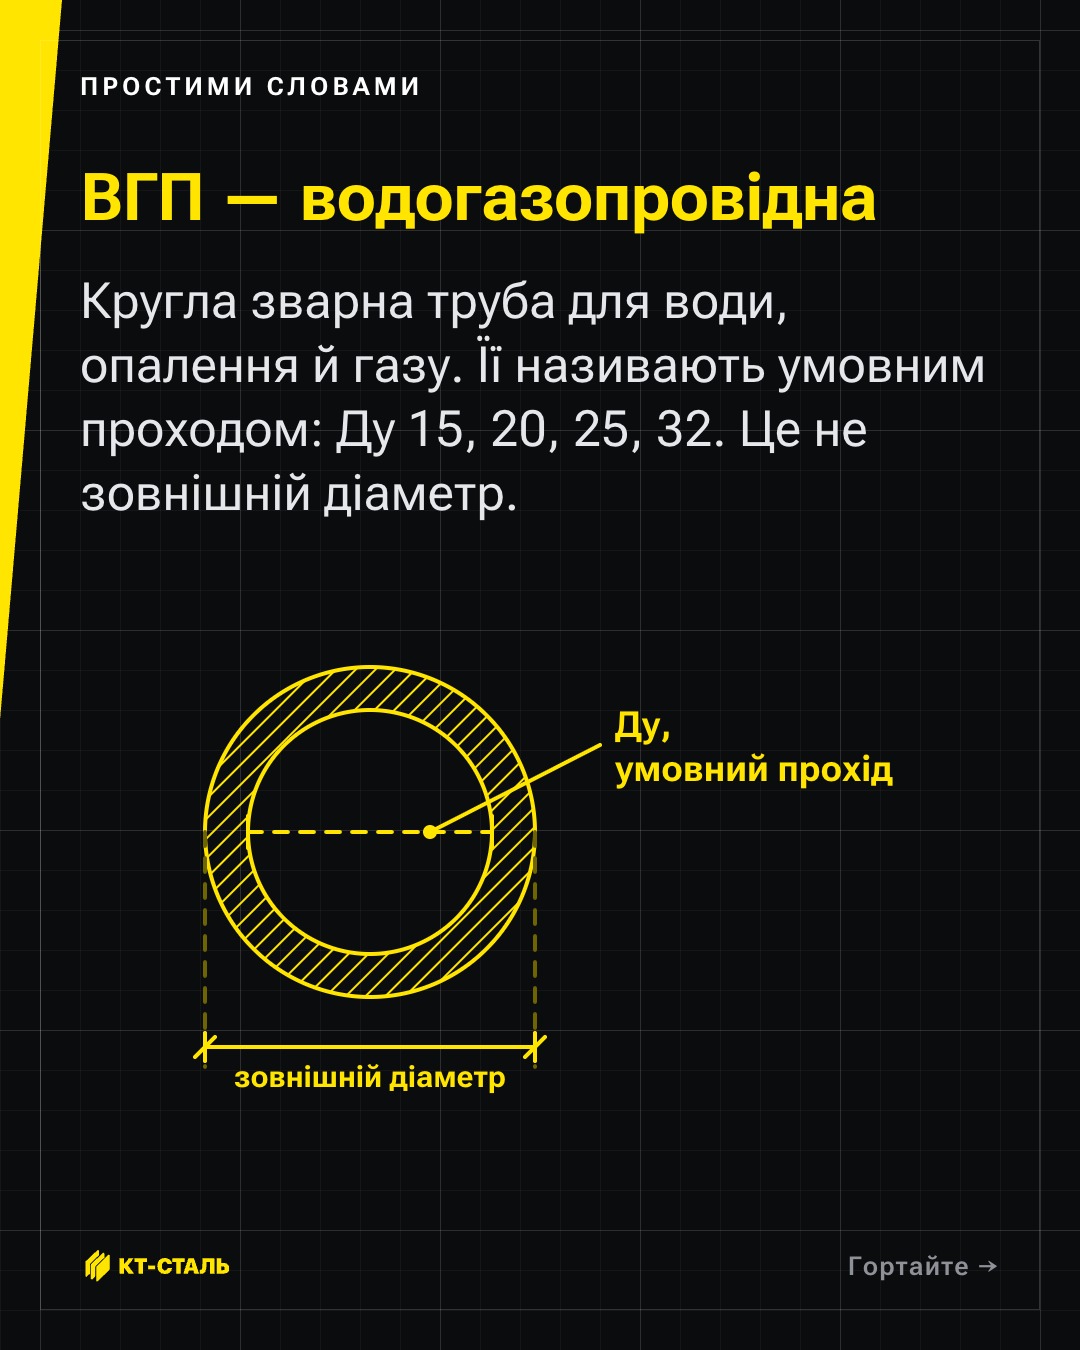 ПРОСТИМИ СЛОВАМИ
ВГП — водогазопровідна
Кругла зварна труба для води,
опалення й газу. Її називають умовним
проходом: Ду 15, 20, 25, 32. Це не
зовнішній діаметр.
Ду,
умовний прохід
зовнішній діаметр
КТ-СТАЛЬ
Гортайте →